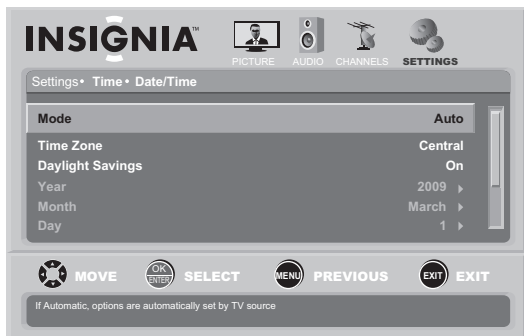 INSIGNIA™
PICTURE AUDIO CHANNELS SETTINGS
Settings• Time • Date/Time
Mode Auto
Time Zone Central
Daylight Savings On
Year 2009
Month March
Day 1
MOVE OK ENTER SELECT MENU PREVIOUS EXIT EXIT
If Automatic, options are automatically set by TV source